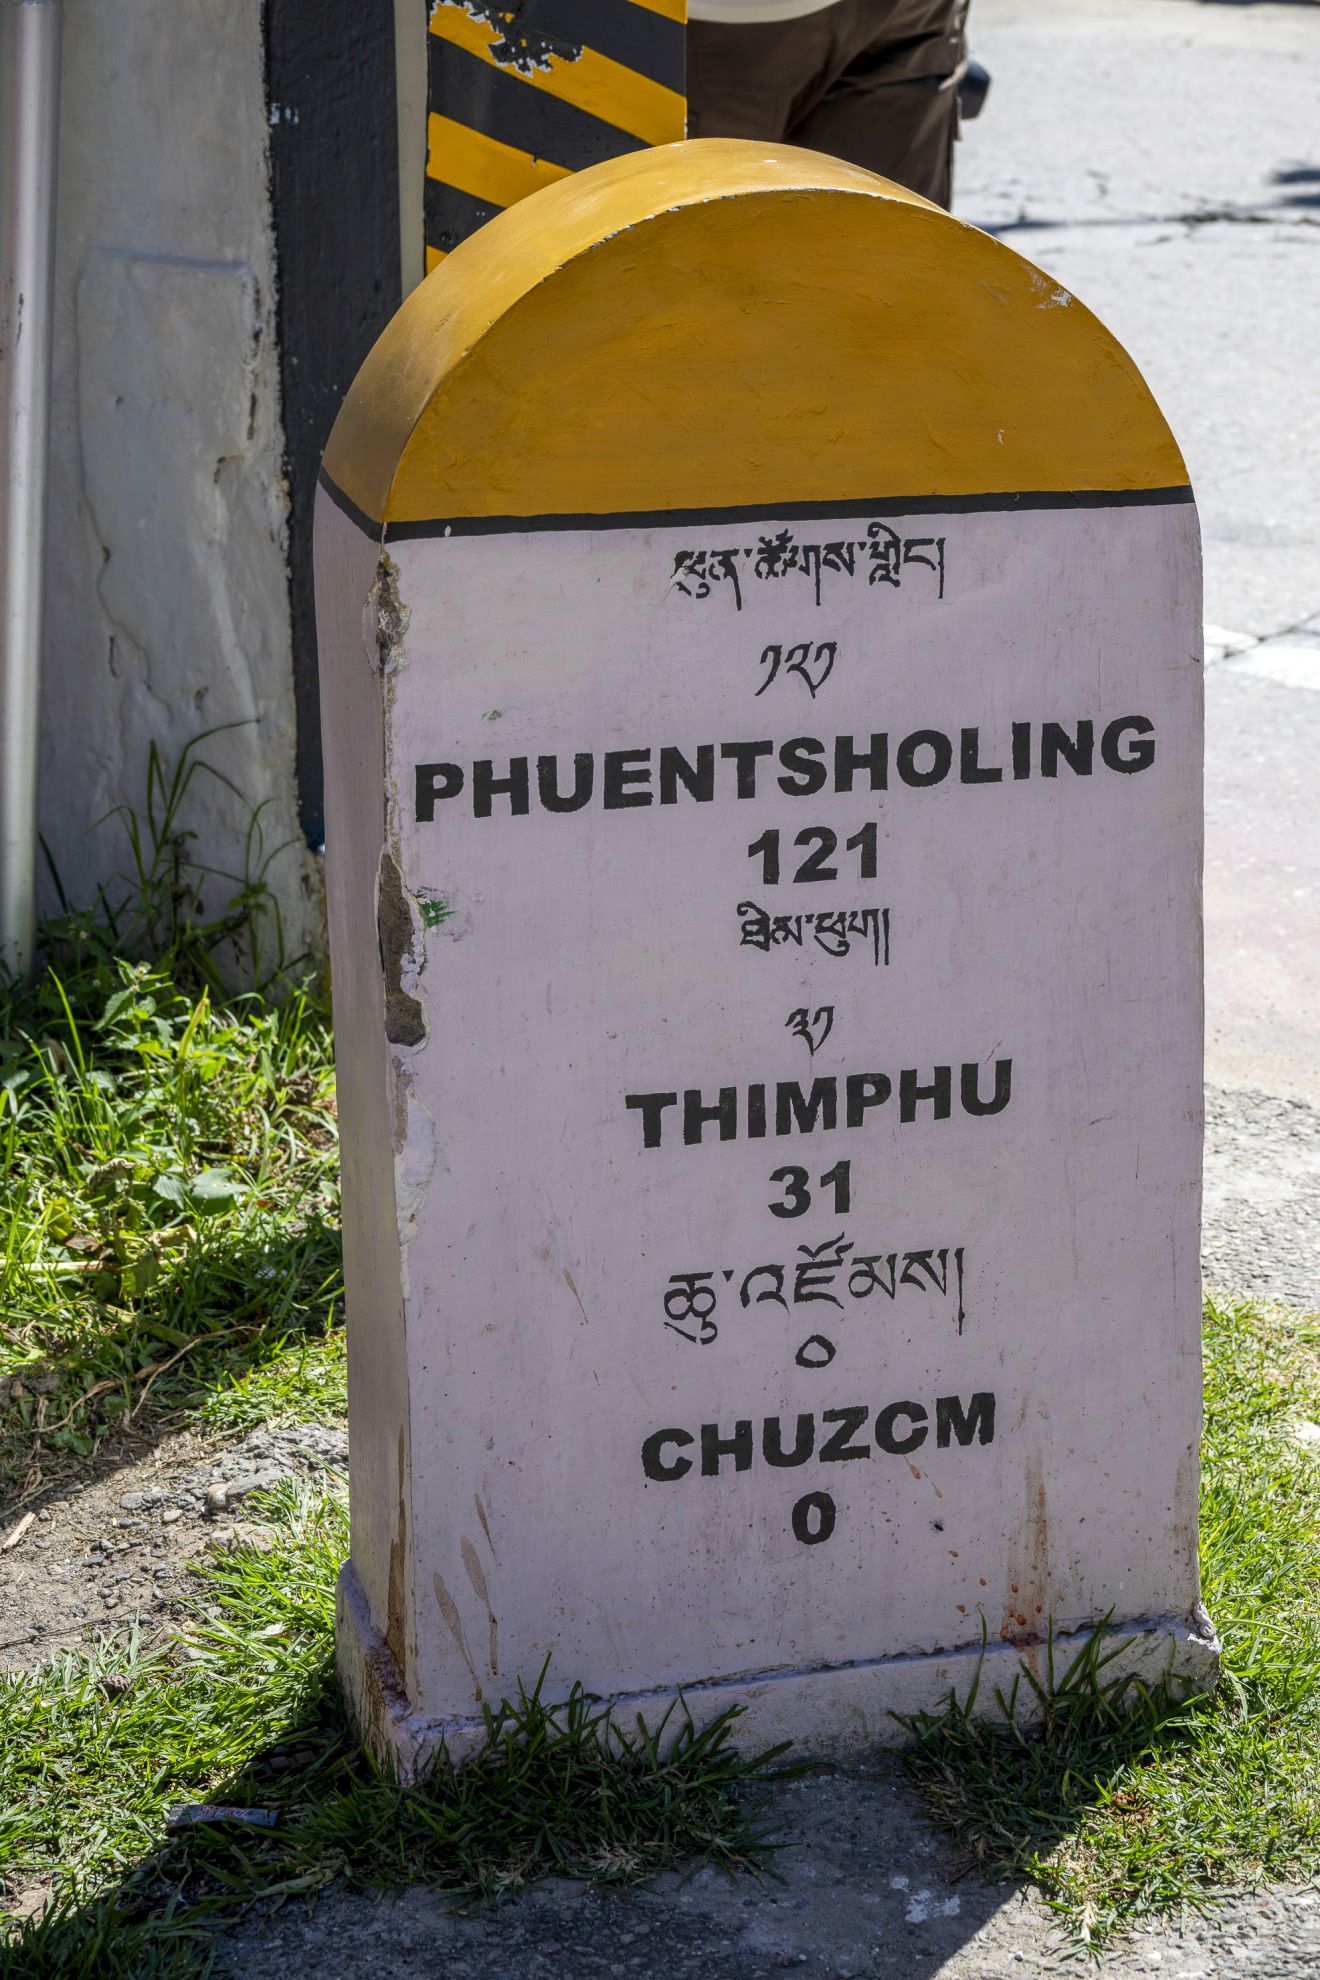 ཕུན་ཚོགས་གླིང།
༡༢༡
PHUENTSHOLING
121
ཐིམ་ཕུག།
༣༡
THIMPHU
31
ཆུ་འཛོམས།
༠
CHUZCM
0